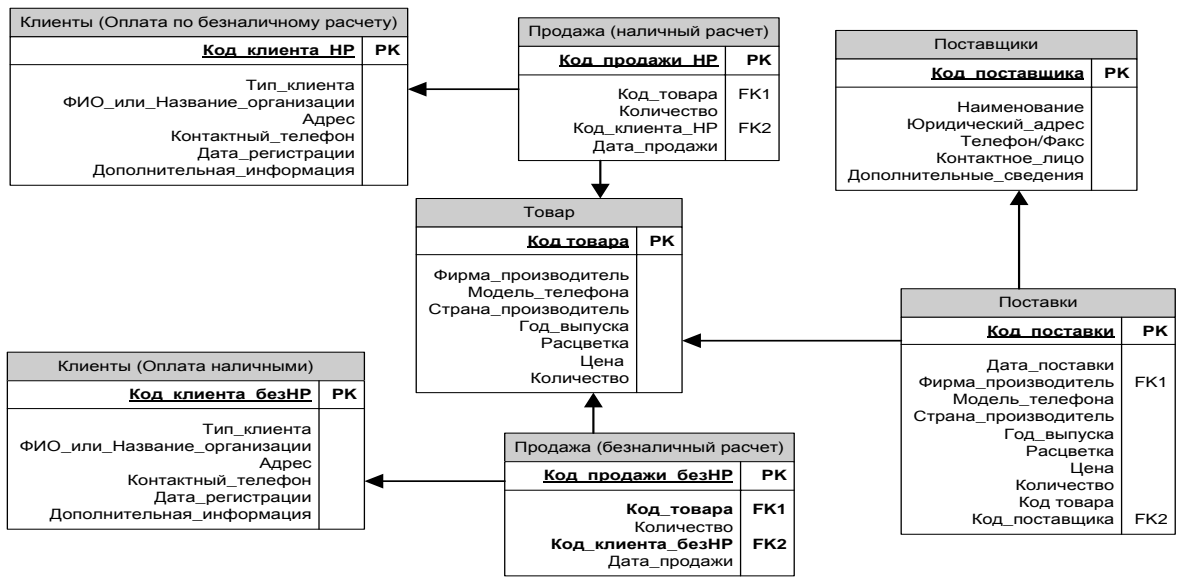 Клиенты (Оплата по безналичному расчету)
Код_клиента_НР PK
Тип_клиента
ФИО_или_Название_организации
Адрес
Контактный_телефон
Дата_регистрации
Дополнительная_информация
Продажа (наличный расчет)
Код_продажи_НР PK
Код_товара FK1
Количество
Код_клиента_НР FK2
Дата_продажи
Поставщики
Код_поставщика PK
Наименование
Юридический_адрес
Телефон/Факс
Контактное_лицо
Дополнительные_сведения
Товар
Код товара PK
Фирма_производитель
Модель_телефона
Страна_производитель
Год_выпуска
Расцветка
Цена
Количество
Поставки
Код_поставки PK
Дата_поставки
Фирма_производитель FK1
Модель_телефона
Страна_производитель
Год_выпуска
Расцветка
Цена
Количество
Код товара
Код_поставщика FK2
Клиенты (Оплата наличными)
Код_клиента_безНР PK
Тип_клиента
ФИО_или_Название_организации
Адрес
Контактный_телефон
Дата_регистрации
Дополнительная_информация
Продажа (безналичный расчет)
Код_продажи_безНР PK
Код_товара FK1
Количество
Код_клиента_безНР FK2
Дата_продажи